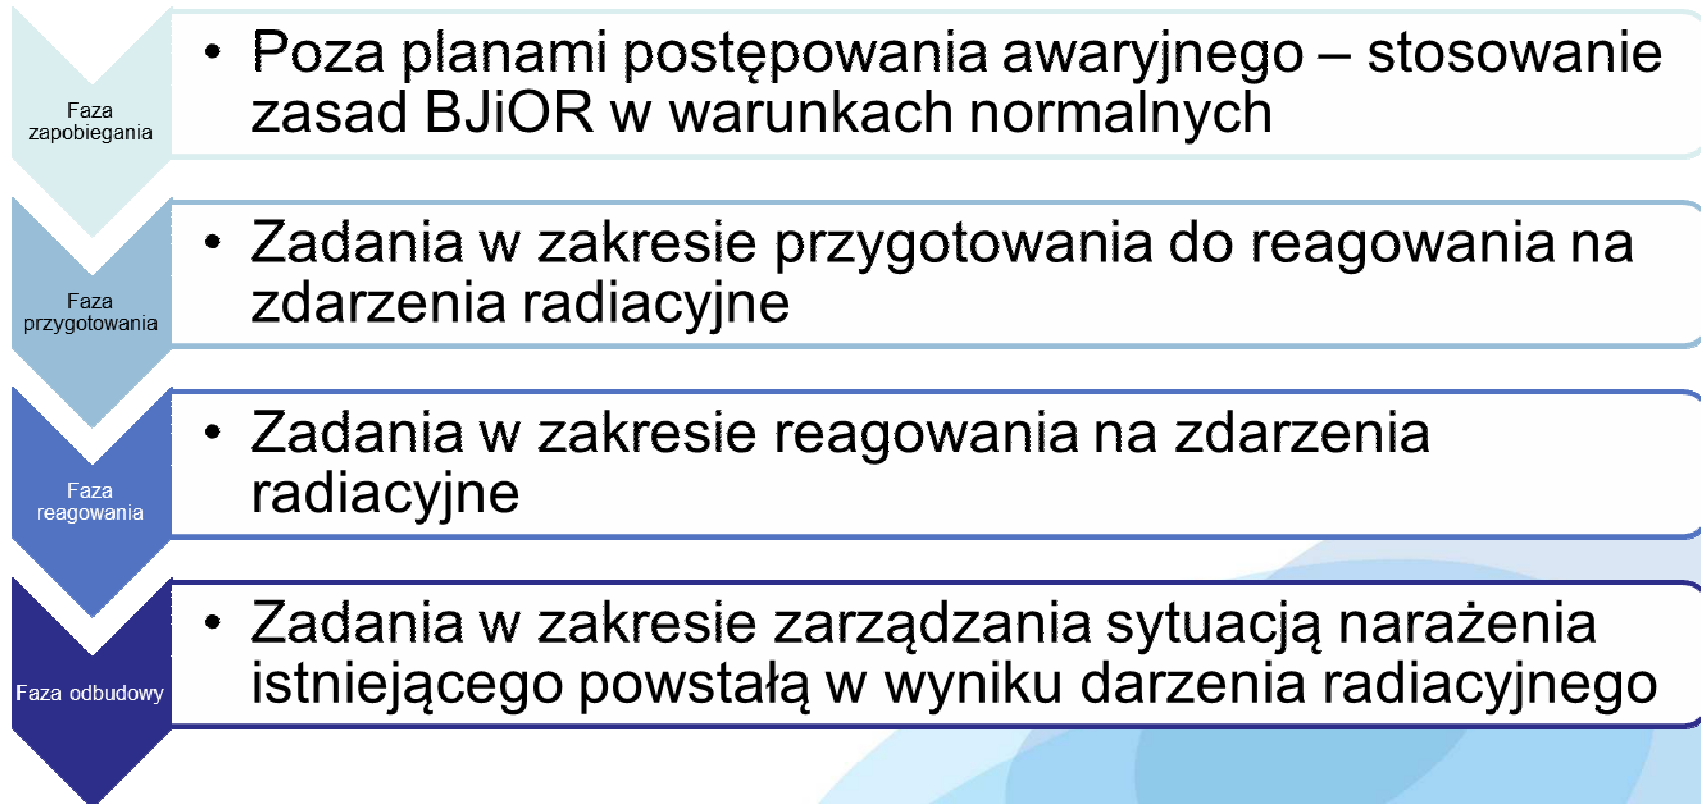 Faza
zapobiegania
• Poza planami postępowania awaryjnego – stosowanie
zasad BJiOR w warunkach normalnych
Faza
przygotowania
• Zadania w zakresie przygotowania do reagowania na
zdarzenia radiacyjne
Faza
reagowania
• Zadania w zakresie reagowania na zdarzenia
radiacyjne
Faza odbudowy
• Zadania w zakresie zarządzania sytuacją narażenia
istniejącego powstałą w wyniku darzenia radiacyjnego